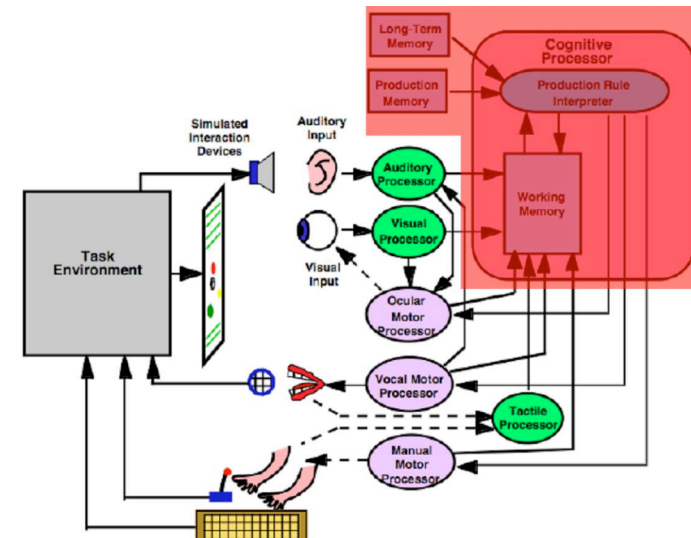 Long-Term
Memory
Cognitive
Processor
Production
Memory
Production Rule
Interpreter
Simulated
Interaction
Devices
Auditory
Input
Auditory
Processor
Working
Memory
Visual
Processor
Task
Environment
Visual
Input
Ocular
Motor
Processor
Vocal Motor
Processor
Tactile
Processor
Manual
Motor
Processor